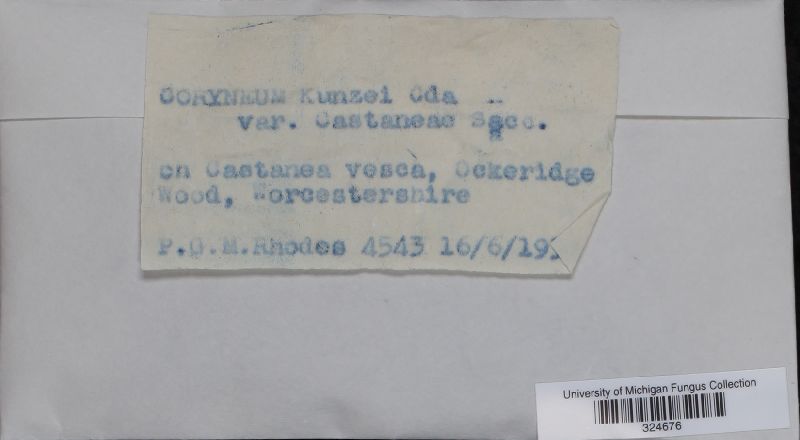 CORYNEUM Kunzei Cda
var. Castaneae Sacc.
on Castanea vesca, Ockeridge
Wood, Worcestershire
P.G.M.Rhodes 4543 16/6/19
University of Michigan Fungus Collection
324676